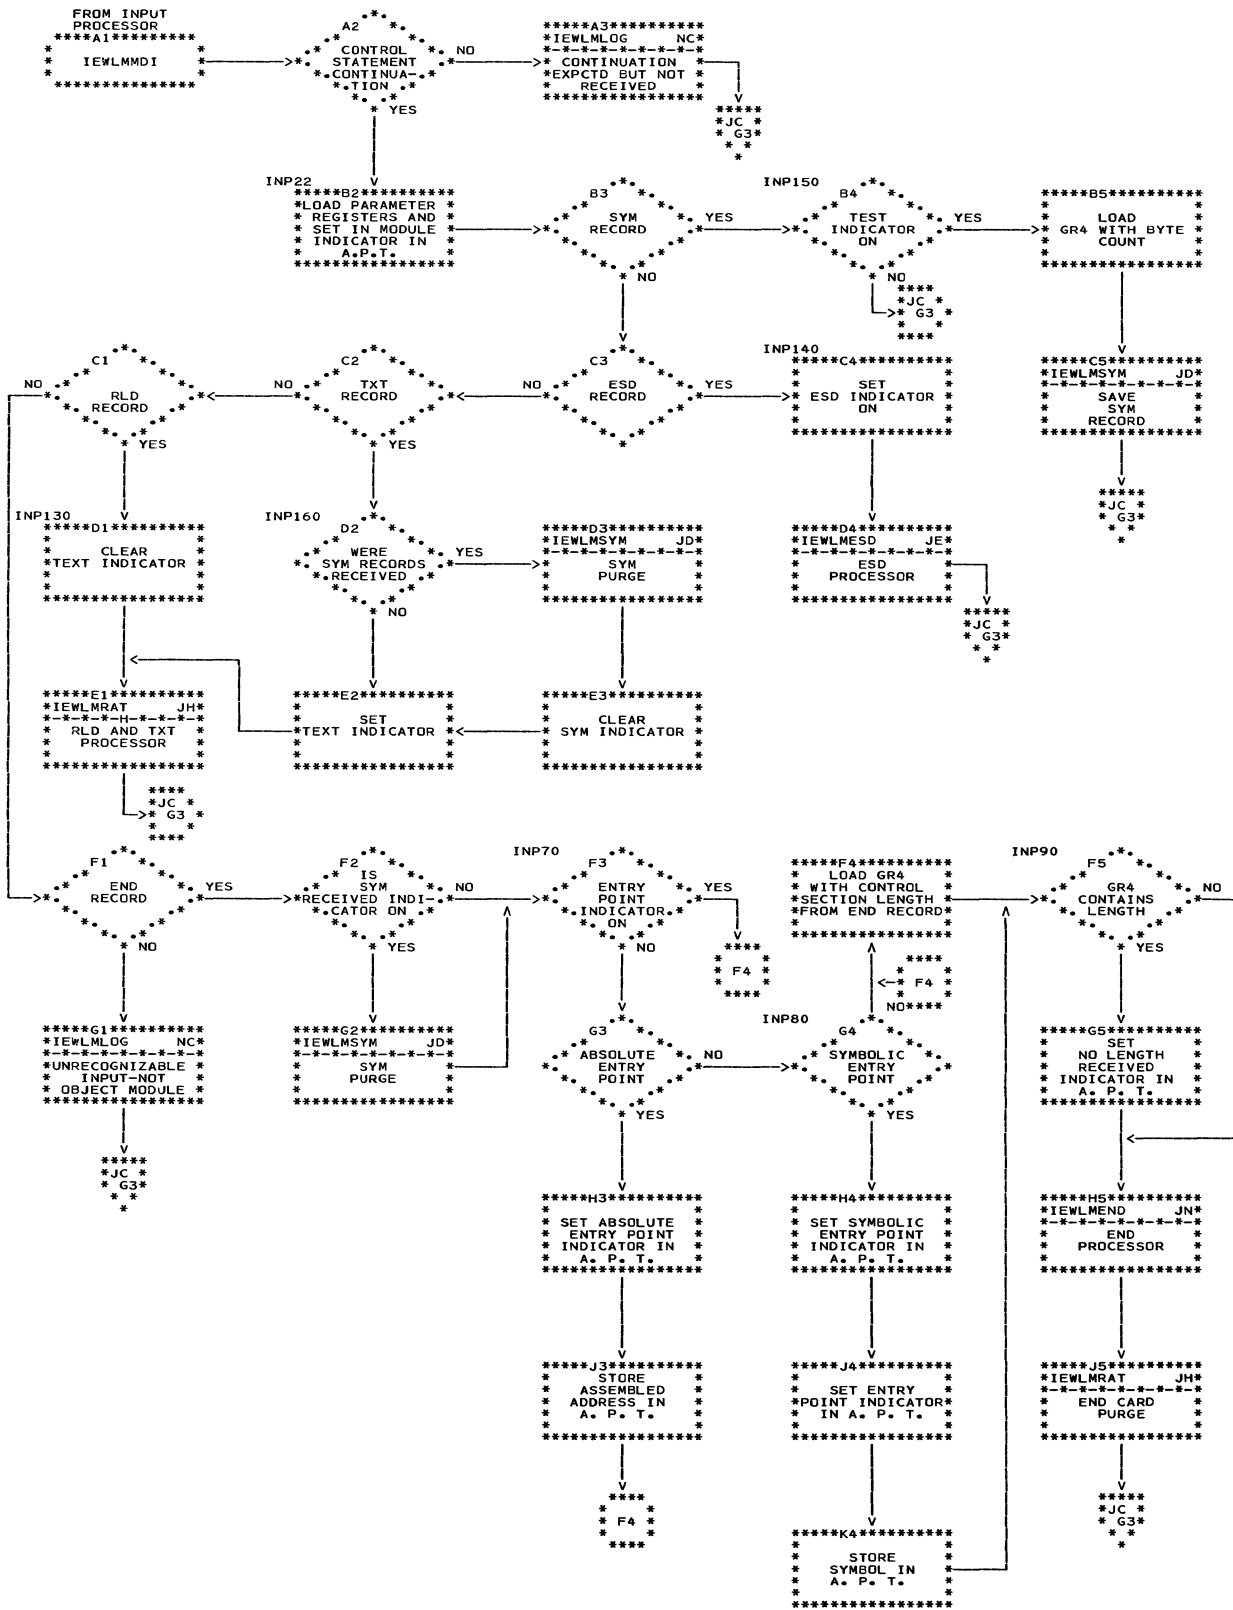 FROM INPUT
PROCESSOR
*****A1**********
IEWLMMDI
A2
CONTROL
STATEMENT
CONTINUA-
TION
NO
YES
*****A3**********
IEWLMLOG NC
CONTINUATION
EXPCTD BUT NOT
RECEIVED
JC
G3
INP22
*****B2**********
LOAD PARAMETER
REGISTERS AND
SET IN MODULE
INDICATOR IN
A.P.T.
B3
SYM
RECORD
YES
NO
INP150
B4
TEST
INDICATOR
ON
YES
NO
JC
G3
*****B5**********
LOAD
GR4 WITH BYTE
COUNT
C1
RLD
RECORD
NO
YES
C2
TXT
RECORD
NO
YES
C3
ESD
RECORD
NO
YES
INP140
*****C4**********
SET
ESD INDICATOR
ON
*****C5**********
IEWLMSYM JD
SAVE
SYM
RECORD
JC
G3
INP130
*****D1**********
CLEAR
TEXT INDICATOR
INP160
D2
WERE
SYM RECORDS
RECEIVED
YES
NO
*****D3**********
IEWLMSYM JD
SYM
PURGE
*****D4**********
IEWLMESD JE
ESD
PROCESSOR
JC
G3
*****E1**********
IEWLMRAT JH
*-*-*-*-H-*-*-*-*
RLD AND TXT
PROCESSOR
JC
G3
*****E2**********
SET
TEXT INDICATOR
*****E3**********
CLEAR
SYM INDICATOR
F1
END
RECORD
YES
NO
F2
IS
SYM
RECEIVED INDI-
CATOR ON
NO
YES
INP70
F3
ENTRY
POINT
INDICATOR
ON
YES
NO
F4
*****F4**********
LOAD GR4
WITH CONTROL
SECTION LENGTH
FROM END RECORD
INP90
F5
GR4
CONTAINS
LENGTH
NO
YES
F4
*****G1**********
IEWLMLOG NC
UNRECOGNIZABLE
INPUT-NOT
OBJECT MODULE
JC
G3
*****G2**********
IEWLMSYM JD
SYM
PURGE
G3
ABSOLUTE
ENTRY
POINT
NO
YES
INP80
G4
SYMBOLIC
ENTRY
POINT
NO
YES
*****G5**********
SET
NO LENGTH
RECEIVED
INDICATOR IN
A. P. T.
*****H3**********
SET ABSOLUTE
ENTRY POINT
INDICATOR IN
A. P. T.
*****H4**********
SET SYMBOLIC
ENTRY POINT
INDICATOR IN
A. P. T.
*****H5**********
IEWLMEND JN
END
PROCESSOR
*****J3**********
STORE
ASSEMBLED
ADDRESS IN
A. P. T.
F4
*****J4**********
SET ENTRY
POINT INDICATOR
IN A. P. T.
*****J5**********
IEWLMRAT JH
END CARD
PURGE
JC
G3
*****K4**********
STORE
SYMBOL IN
A. P. T.